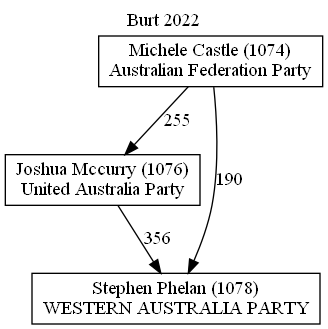 Burt 2022
Michele Castle (1074)
Australian Federation Party
255
Joshua Mccurry (1076)
United Australia Party
190
356
Stephen Phelan (1078)
WESTERN AUSTRALIA PARTY